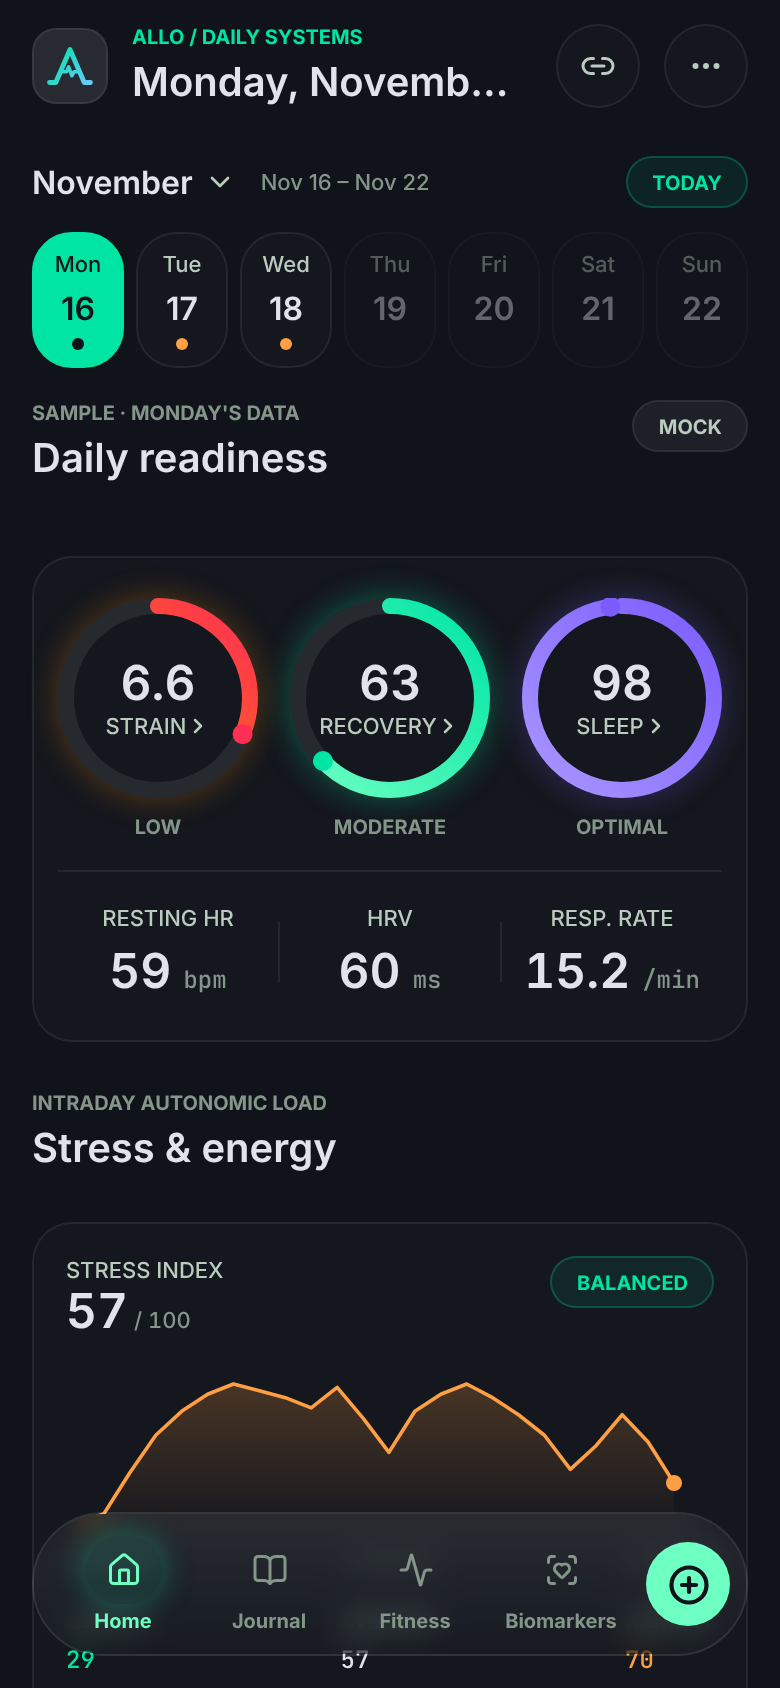 ALLO / DAILY SYSTEMS
Monday, Novemb...
November
Nov 16 – Nov 22
TODAY
Mon Tue Wed Thu Fri Sat Sun
16 17 18 19 20 21 22
SAMPLE · MONDAY'S DATA
MOCK
Daily readiness
6.6 63 98
STRAIN RECOVERY SLEEP
LOW MODERATE OPTIMAL
RESTING HR HRV RESP. RATE
59 bpm 60 ms 15.2 /min
INTRADAY AUTONOMIC LOAD
Stress & energy
STRESS INDEX
BALANCED
57 / 100
Home Journal Fitness Biomarkers
29 57 70